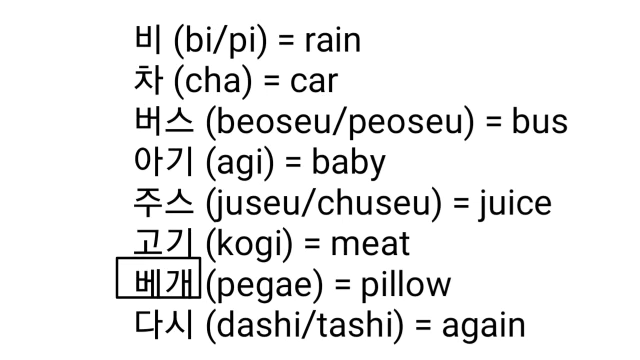 비 (bi/pi) = rain
차 (cha) = car
버스 (beoseu/peoseu) = bus
아기 (agi) = baby
주스 (juseu/chuseu) = juice
고기 (kogi) = meat
베개 (pegae) = pillow
다시 (dashi/tashi) = again